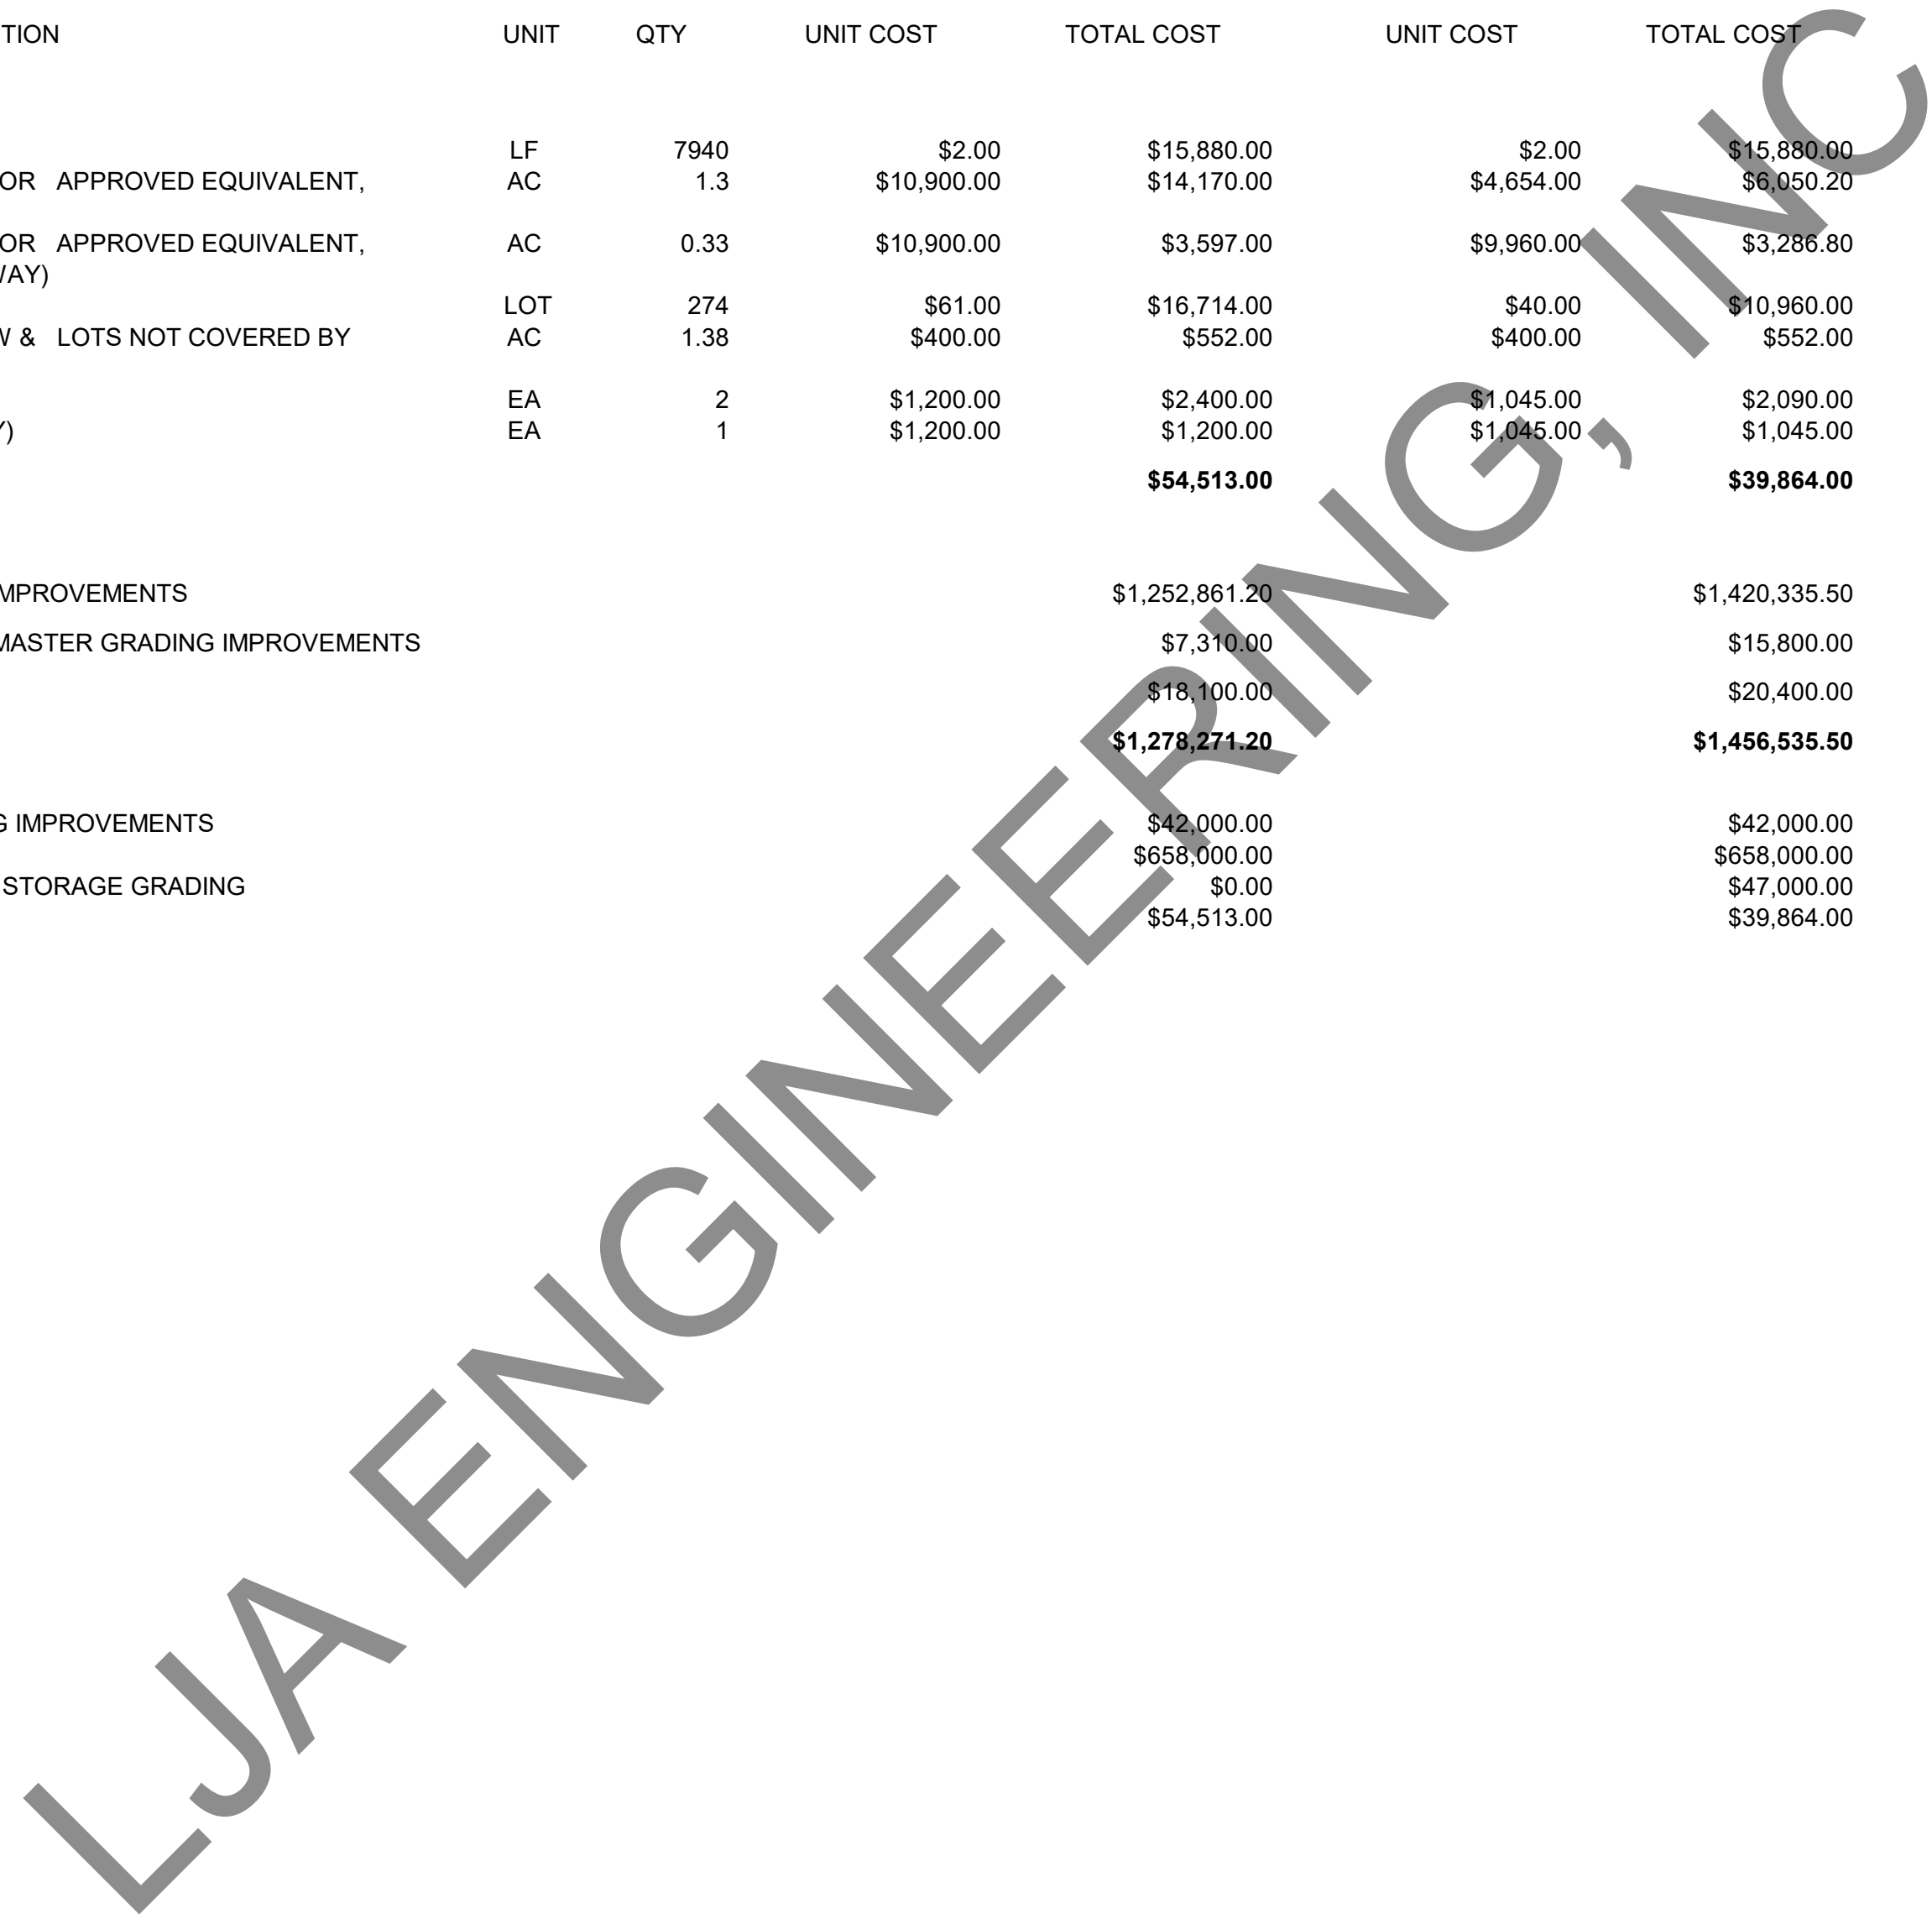 TION UNIT QTY UNIT COST TOTAL COST UNIT COST TOTAL COST
LF 7940 $2.00 $15,880.00 $2.00 $15,880.00
OR APPROVED EQUIVALENT, AC 1.3 $10,900.00 $14,170.00 $4,654.00 $6,050.20
OR APPROVED EQUIVALENT, AC 0.33 $10,900.00 $3,597.00 $9,960.00 $3,286.80
WAY)
LOT 274 $61.00 $16,714.00 $40.00 $10,960.00
W & LOTS NOT COVERED BY AC 1.38 $400.00 $552.00 $400.00 $552.00
EA 2 $1,200.00 $2,400.00 $1,045.00 $2,090.00
Y) EA 1 $1,200.00 $1,200.00 $1,045.00 $1,045.00
$54,513.00 $39,864.00
MPROVEMENTS $1,252,861.20 $1,420,335.50
MASTER GRADING IMPROVEMENTS $7,310.00 $15,800.00
$18,100.00 $20,400.00
$1,278,271.20 $1,456,535.50
G IMPROVEMENTS $42,000.00 $42,000.00
$658,000.00 $658,000.00
STORAGE GRADING $0.00 $47,000.00
$54,513.00 $39,864.00
LJA ENGINEERING, INC